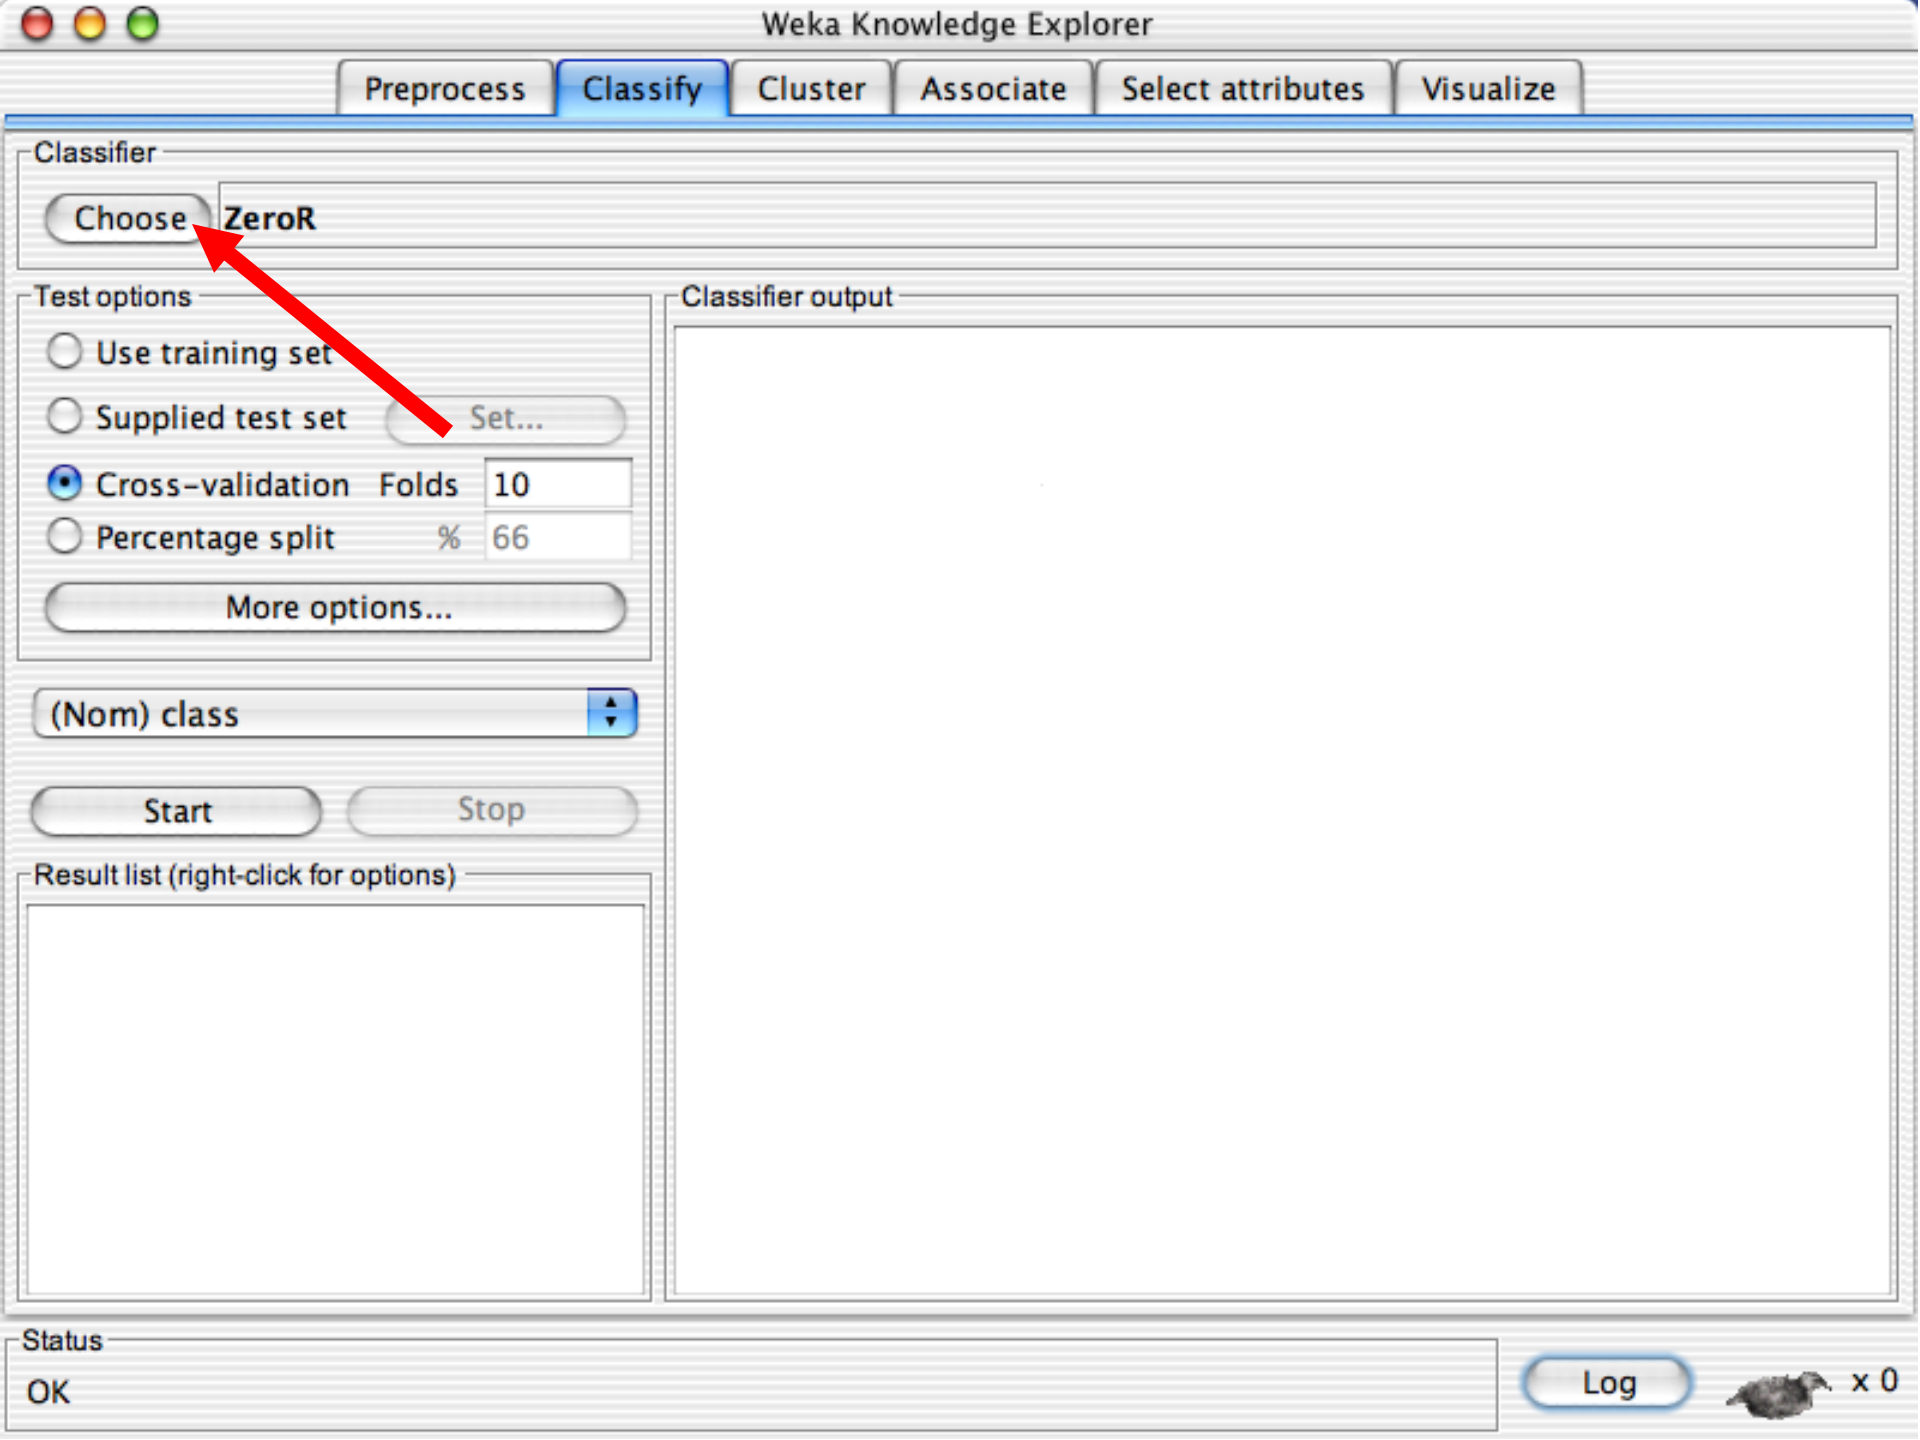 Weka Knowledge Explorer
Preprocess Classify Cluster Associate Select attributes Visualize
Classifier
Choose ZeroR
Test options
Use training set
Supplied test set Set...
Cross-validation Folds 10
Percentage split % 66
More options...
(Nom) class
Start Stop
Result list (right-click for options)
Classifier output
Status
OK
Log x 0